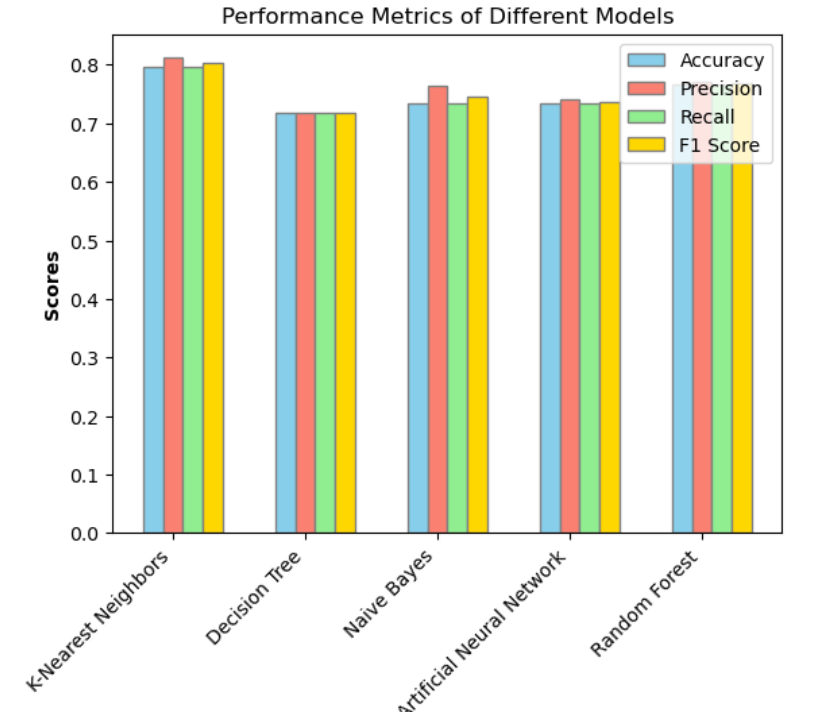 Performance Metrics of Different Models
Accuracy
Precision
Recall
F1 Score
Scores
0.8
0.7
0.6
0.5
0.4
0.3
0.2
0.1
0.0
K-Nearest Neighbors
Decision Tree
Naive Bayes
Artificial Neural Network
Random Forest